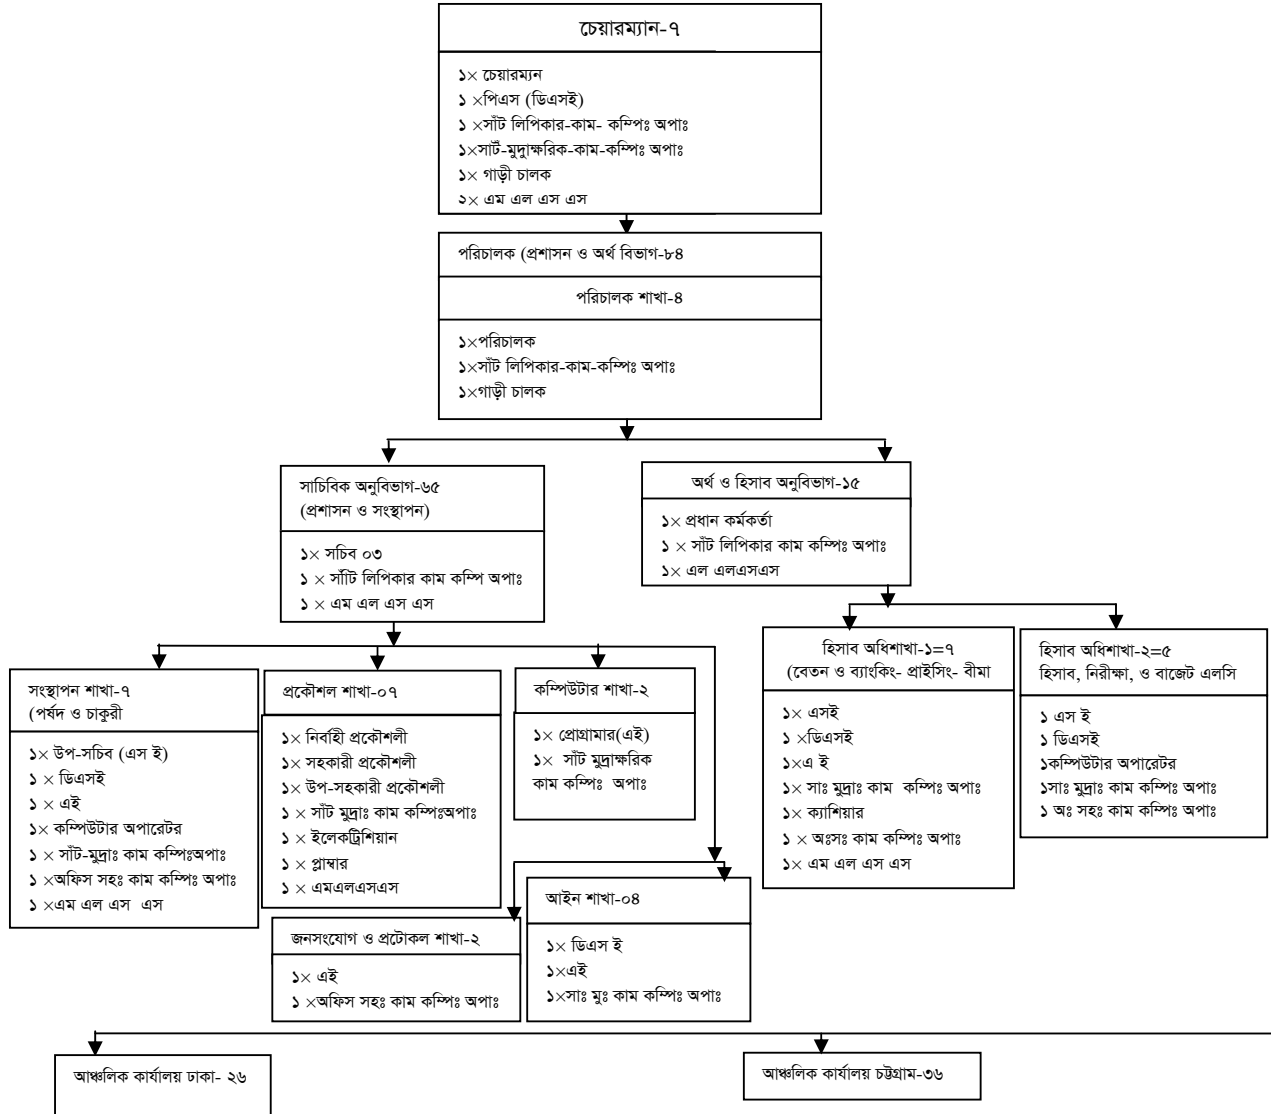 চেয়ারম্যান-৭
১× চেয়ারম্যন
১ ×পিএস (ডিএসই)
১ ×সাঁট লিপিকার-কাম- কম্পিঃ অপাঃ
১×সার্ট-মুদ্রাক্ষরিক-কাম-কম্পিঃ অপাঃ
১× গাড়ী চালক
২× এম এল এস এস
পরিচালক (প্রশাসন ও অর্থ বিভাগ-৮৪
পরিচালক শাখা-৪
১×পরিচালক
১×সাঁট লিপিকার-কাম-কম্পিঃ অপাঃ
১×গাড়ী চালক
সাচিবিক অনুবিভাগ-৬৫
(প্রশাসন ও সংস্থাপন)
১× সচিব ০৩
১ × সাঁটি লিপিকার কাম কম্পি অপাঃ
১ × এম এল এস এস
অর্থ ও হিসাব অনুবিভাগ-১৫
১× প্রধান কর্মকর্তা
১ × সাঁট লিপিকার কাম কম্পিঃ অপাঃ
১× এল এলএসএস
সংস্থাপন শাখা-৭
(পর্ষদ ও চাকুরী
১× উপ-সচিব (এস ই)
১ × ডিএসই
১ × এই
১× কম্পিউটার অপারেটর
১ × সাঁট-মুদ্রাঃ কাম কম্পিঃঅপাঃ
১ ×অফিস সহঃ কাম কম্পিঃ অপাঃ
১ ×এম এল এস এস
প্রকৌশল শাখা-০৭
১× নির্বাহী প্রকৌশলী
১× সহকারী প্রকৌশলী
১× উপ-সহকারী প্রকৌশলী
১ × সাঁট মুদ্রাঃ কাম কম্পিঃঅপাঃ
১ × ইলেকট্রিশিয়ান
১ × প্লাম্বার
১ × এমএলএসএস
কম্পিউটার শাখা-২
১× প্রোগ্রামার(এই)
১× সাঁট মুদ্রাক্ষরিক
কাম কম্পিঃ অপাঃ
হিসাব অধিশাখা-১=৭
(বেতন ও ব্যাংকিং- প্রাইসিং- বীমা
১× এসই
১ ×ডিএসই
১×এ ই
১× সাঃ মুদ্রাঃ কাম কম্পিঃ অপাঃ
১× ক্যাশিয়ার
১ × অঃসঃ কাম কম্পিঃ অপাঃ
১× এম এল এস এস
হিসাব অধিশাখা-২=৫
হিসাব, নিরীক্ষা, ও বাজেট এলসি
১ এস ই
১ ডিএসই
১কম্পিউটার অপারেটর
১সাঃ মুদ্রাঃ কাম কম্পিঃ অপাঃ
১ অঃ সহঃ কাম কম্পিঃ অপাঃ
জনসংযোগ ও প্রটোকল শাখা-২
১× এই
১ ×অফিস সহঃ কাম কম্পিঃ অপাঃ
আইন শাখা-০৪
১× ডিএস ই
১×এই
১×সাঃ মুঃ কাম কম্পিঃ অপাঃ
আঞ্চলিক কার্যালয় ঢাকা- ২৬
আঞ্চলিক কার্যালয় চট্টগ্রাম-৩৬